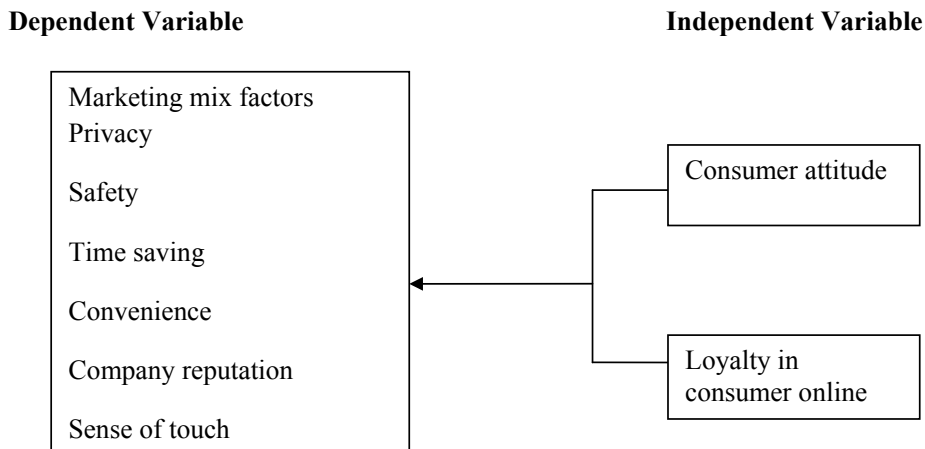 Dependent Variable
Independent Variable
Marketing mix factors
Privacy
Safety
Time saving
Convenience
Company reputation
Sense of touch
Consumer attitude
Loyalty in
consumer online